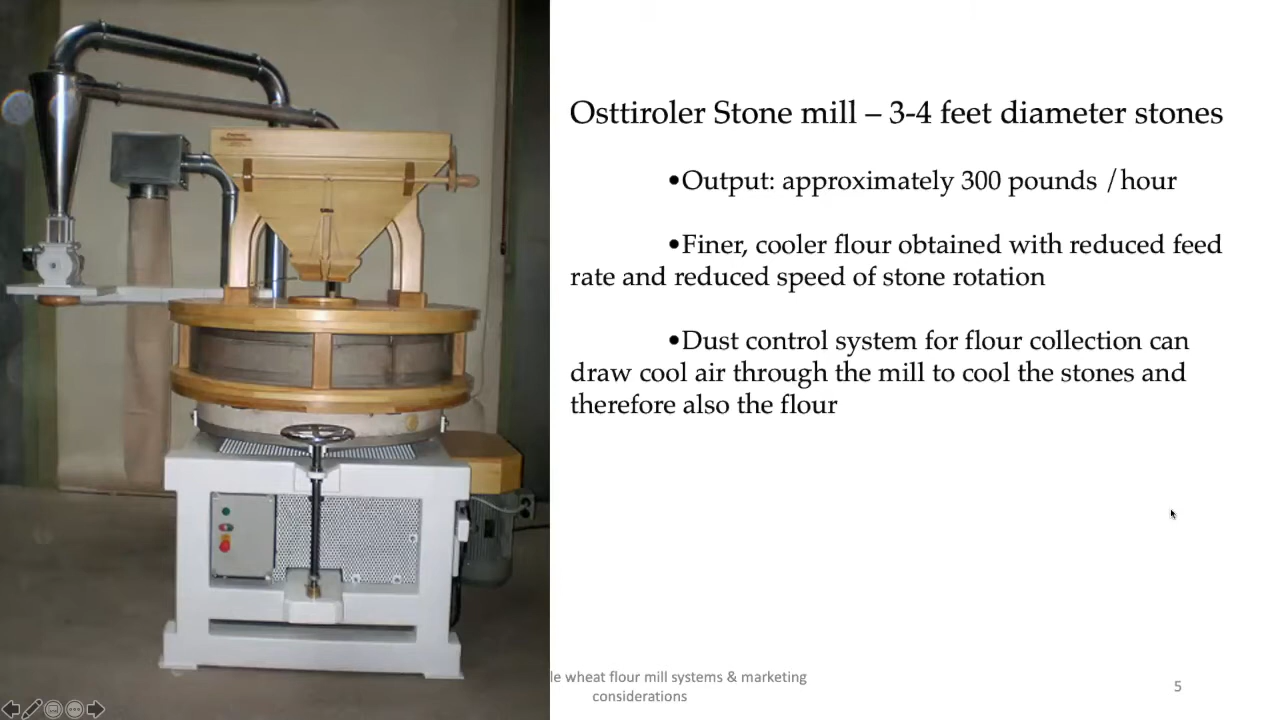 Osttiroler Stone mill – 3-4 feet diameter stones
•Output: approximately 300 pounds /hour
•Finer, cooler flour obtained with reduced feed
rate and reduced speed of stone rotation
•Dust control system for flour collection can
draw cool air through the mill to cool the stones and
therefore also the flour
wheat flour mill systems & marketing
considerations
5